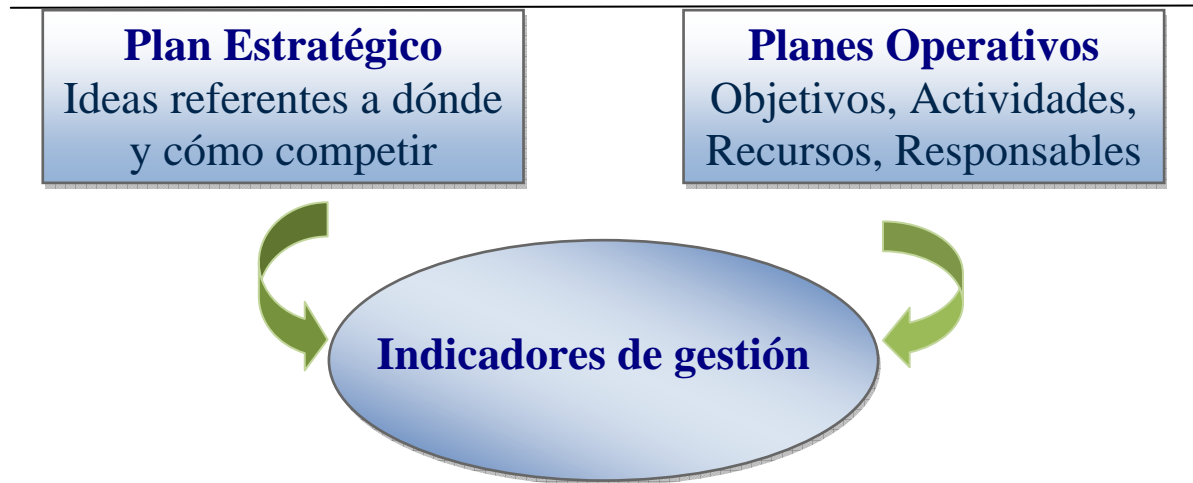 Plan Estratégico
Ideas referentes a dónde
y cómo competir
Planes Operativos
Objetivos, Actividades,
Recursos, Responsables
Indicadores de gestión